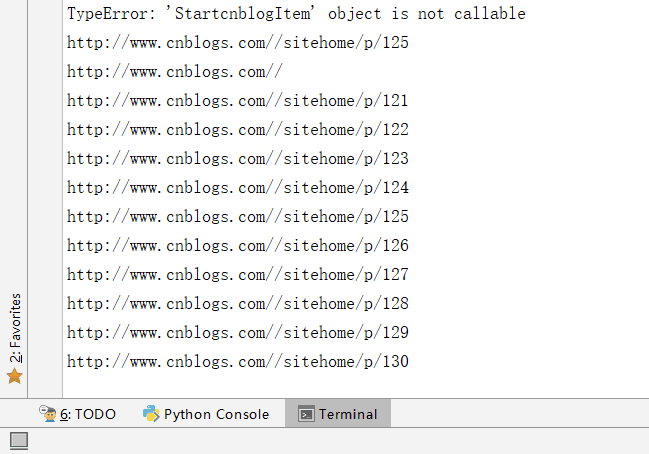 TypeError: 'StartcnblogItem' object is not callable
http://www.cnblogs.com//sitehome/p/125
http://www.cnblogs.com//
http://www.cnblogs.com//sitehome/p/121
http://www.cnblogs.com//sitehome/p/122
http://www.cnblogs.com//sitehome/p/123
http://www.cnblogs.com//sitehome/p/124
http://www.cnblogs.com//sitehome/p/125
http://www.cnblogs.com//sitehome/p/126
http://www.cnblogs.com//sitehome/p/127
http://www.cnblogs.com//sitehome/p/128
http://www.cnblogs.com//sitehome/p/129
http://www.cnblogs.com//sitehome/p/130
2: Favorites
6: TODO Python Console Terminal